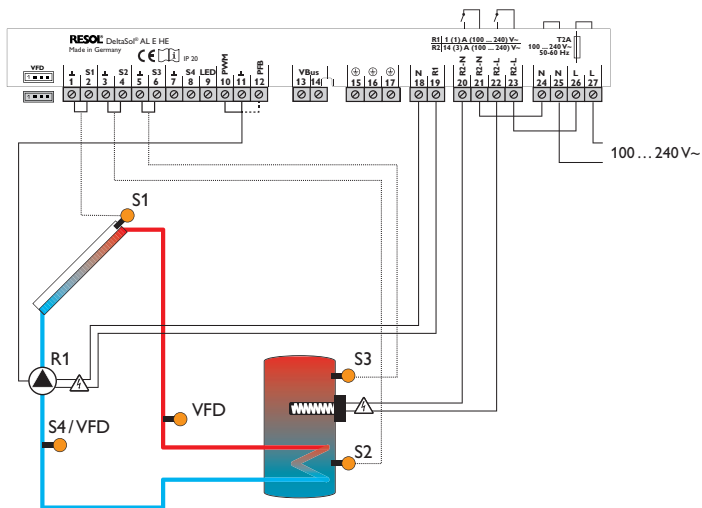 RESOL® DeltaSol® AL E HE
Made in Germany
IP 20
R1 1 (1) A (100 ... 240) V~
R2 14 (3) A (100 ... 240) V~
T2A
100 ... 240 V~
50-60 Hz
VFD
1
1
⏚ S1 ⏚ S2 ⏚ S3 ⏚ S4 LED PWM ⏚ PFB
1 2 3 4 5 6 7 8 9 10 11 12
VBus
13 14
15 16 17
N R1 R2-N R2-N R2-L R2-L N N L L
18 19 20 21 22 23 24 25 26 27
100 ... 240 V~
S1
R1
S3
VFD
S4 / VFD
S2